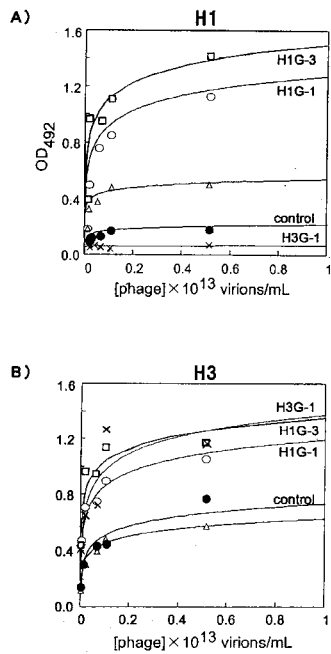 A)
H1
1.6
1.2
0.8
0.4
0.0
OD492
H1G-3
H1G-1
control
H3G-1
0 0.2 0.4 0.6 0.8 1
[phage]×10¹³ virions/mL
B)
H3
1.6
1.2
0.8
0.4
0.0
H3G-1
H1G-3
H1G-1
control
0 0.2 0.4 0.6 0.8 1
[phage]×10¹³ virions/mL